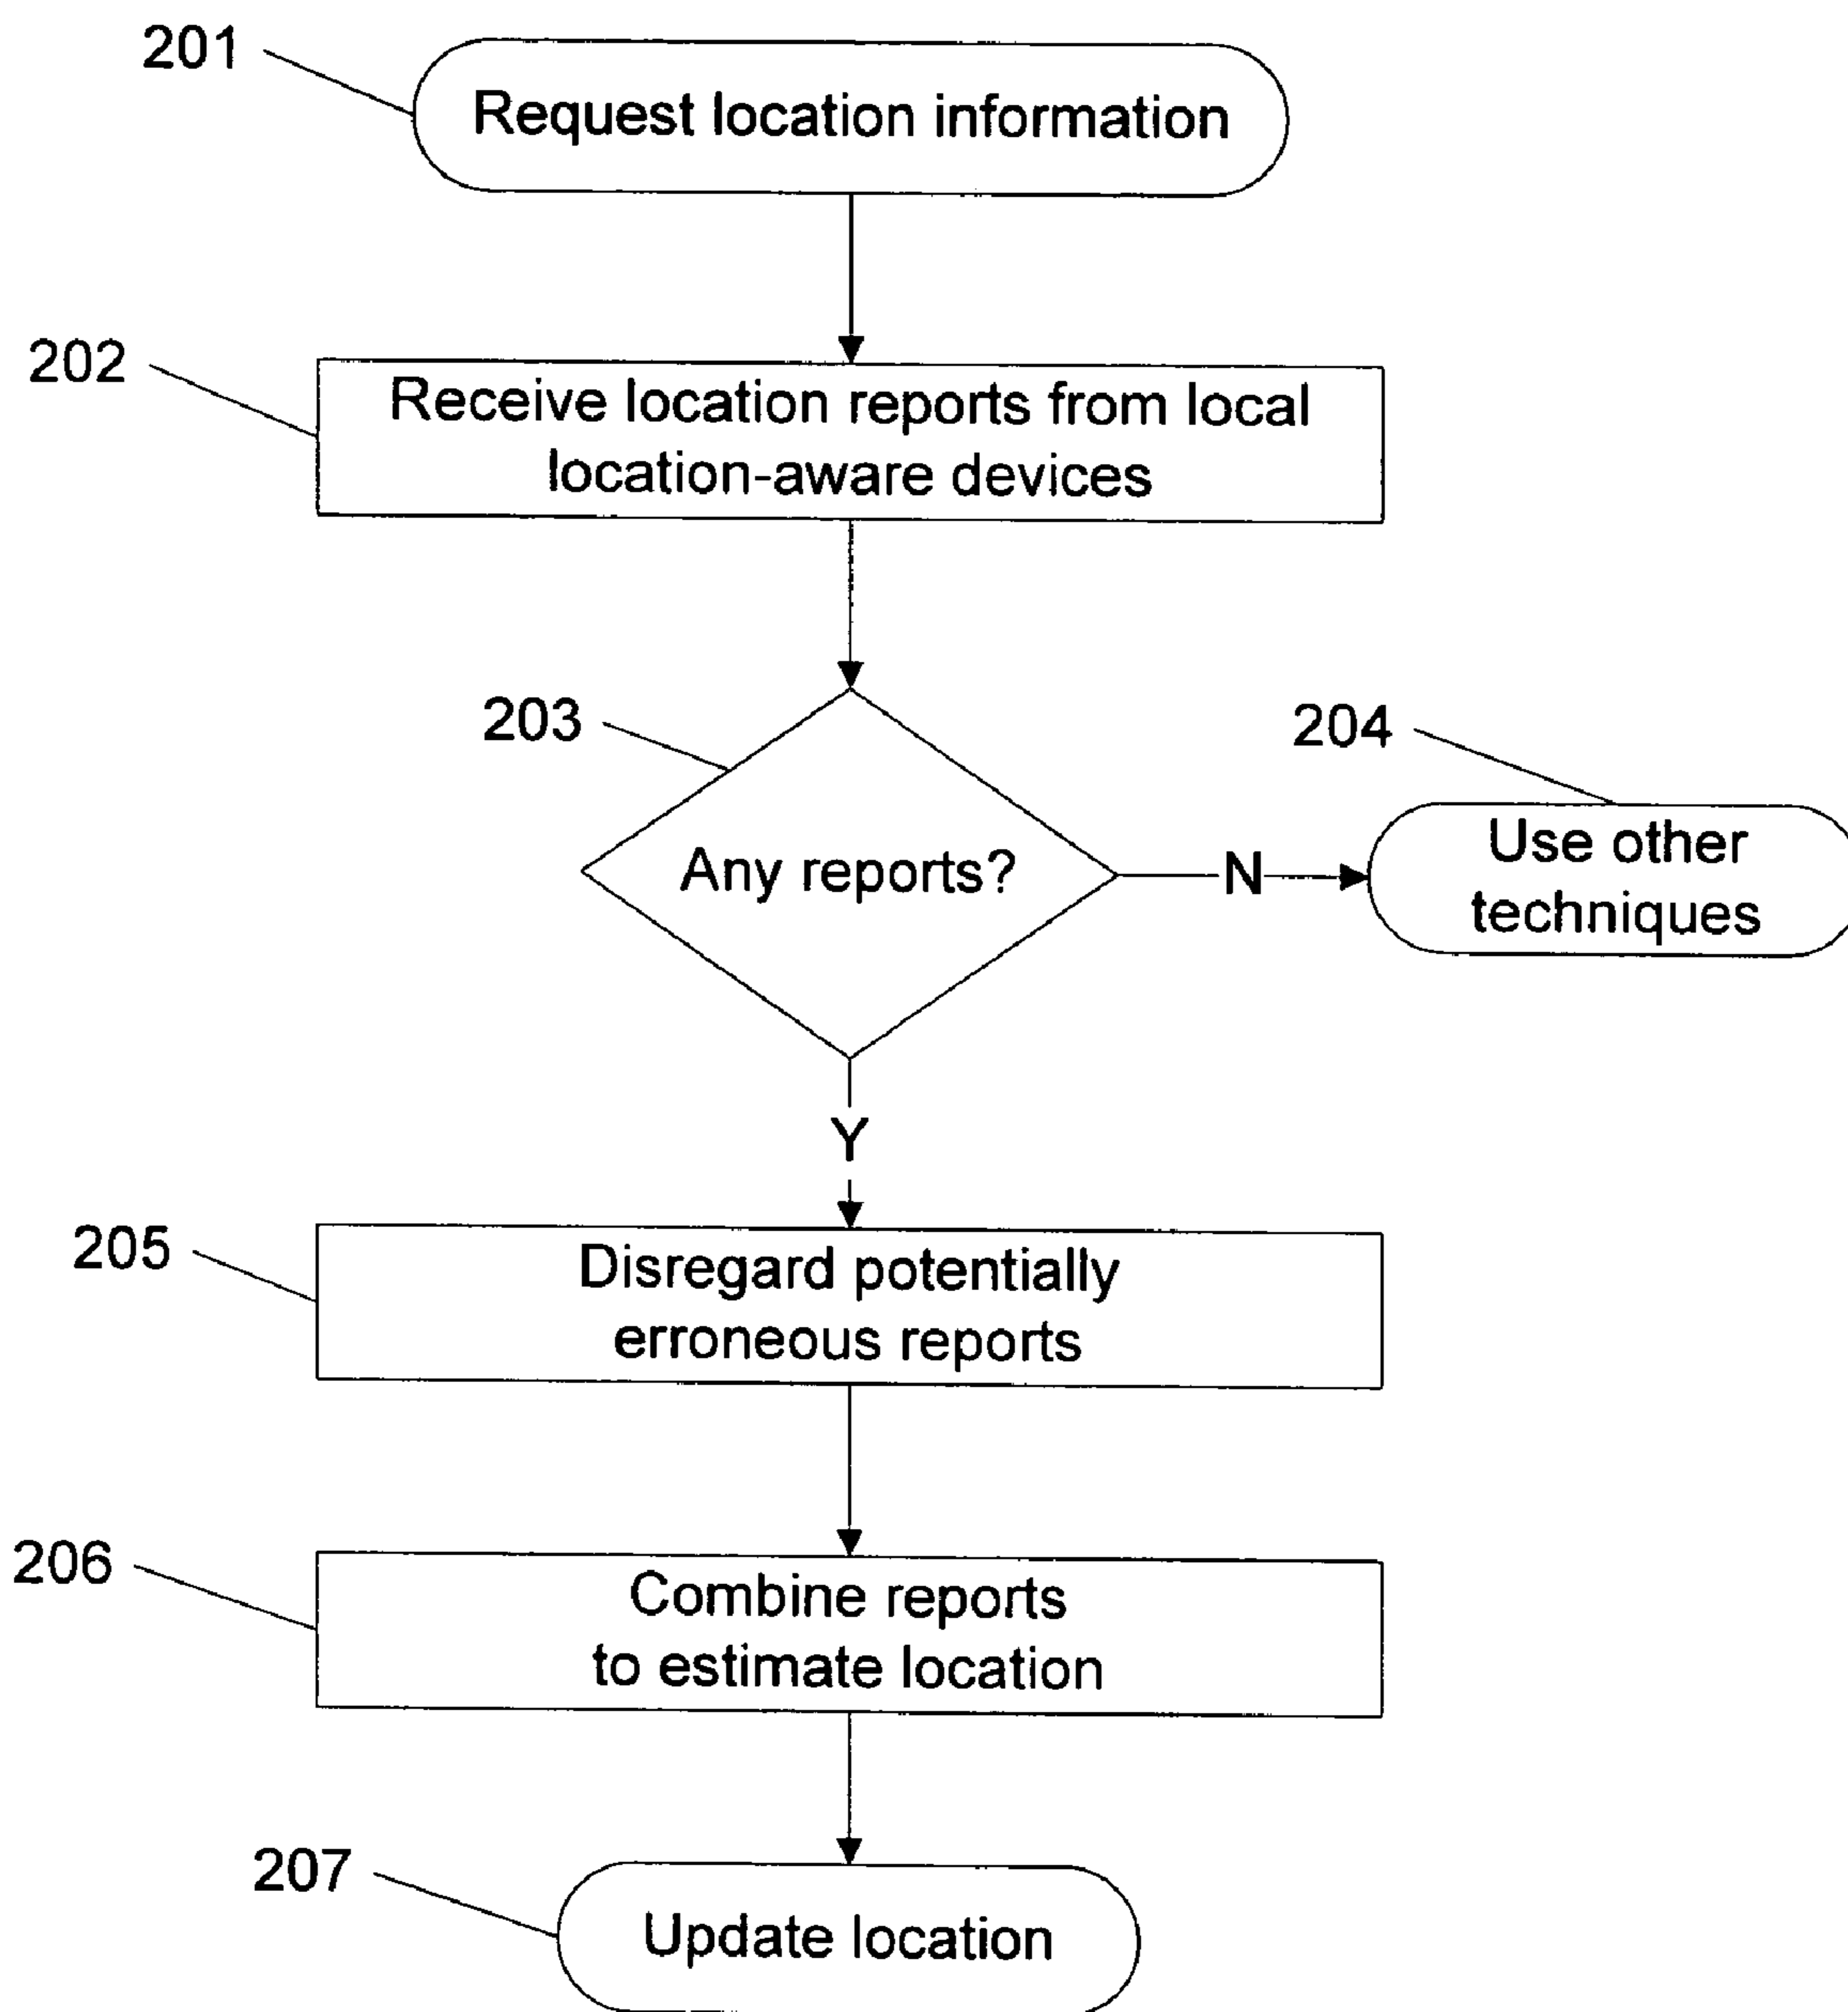 201
Request location information
202
Receive location reports from local
location-aware devices
203
Any reports?
N
204
Use other
techniques
Y
205
Disregard potentially
erroneous reports
206
Combine reports
to estimate location
207
Update location